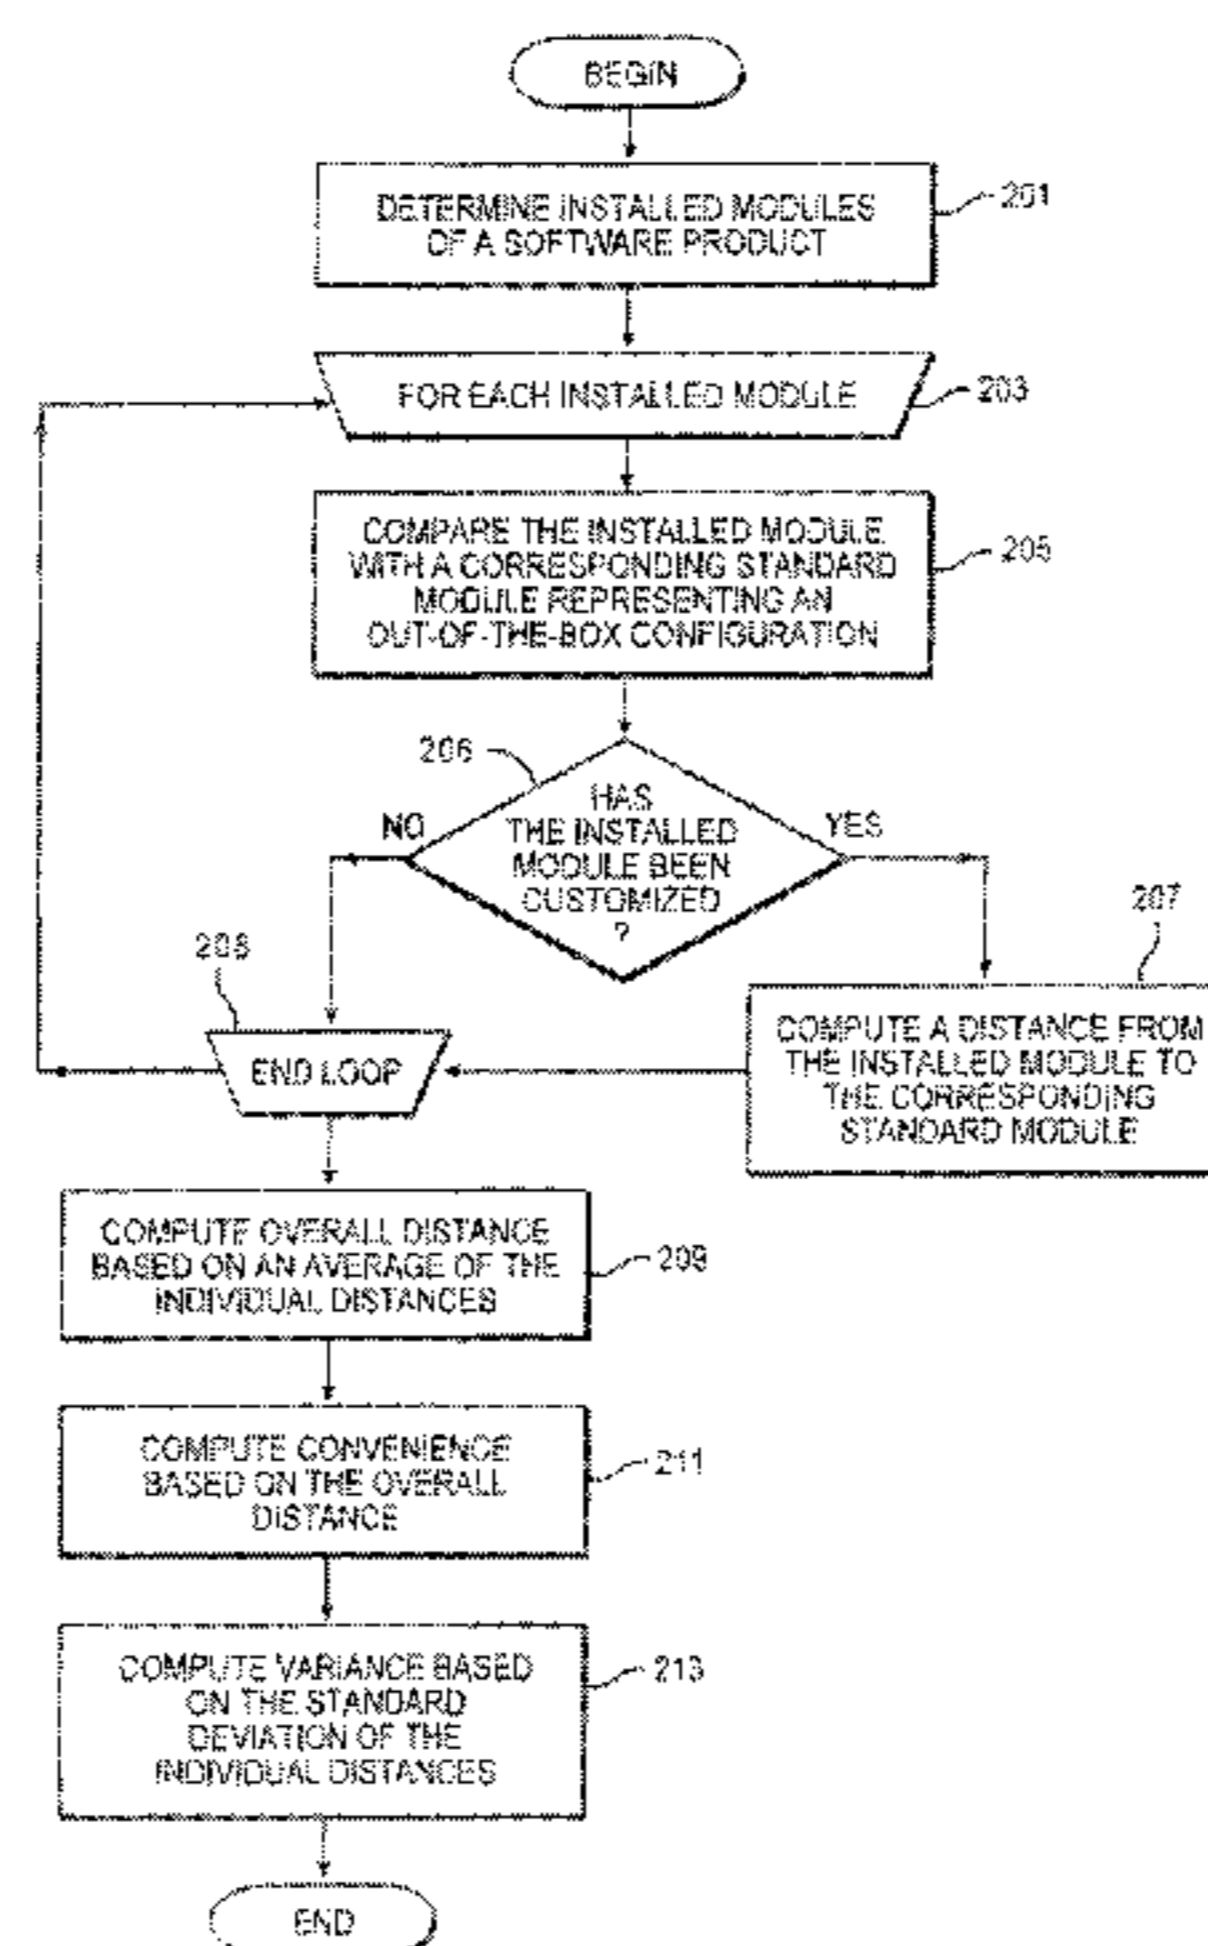 BEGIN
DETERMINE INSTALLED MODULES
OF A SOFTWARE PRODUCT
201
FOR EACH INSTALLED MODULE
203
COMPARE THE INSTALLED MODULE
WITH A CORRESPONDING STANDARD
MODULE REPRESENTING AN
OUT-OF-THE-BOX CONFIGURATION
205
206
HAS
THE INSTALLED
MODULE BEEN
CUSTOMIZED
?
NO
YES
207
COMPUTE A DISTANCE FROM
THE INSTALLED MODULE TO
THE CORRESPONDING
STANDARD MODULE
208
END LOOP
COMPUTE OVERALL DISTANCE
BASED ON AN AVERAGE OF THE
INDIVIDUAL DISTANCES
209
COMPUTE CONVENIENCE
BASED ON THE OVERALL
DISTANCE
211
COMPUTE VARIANCE BASED
ON THE STANDARD
DEVIATION OF THE
INDIVIDUAL DISTANCES
213
END